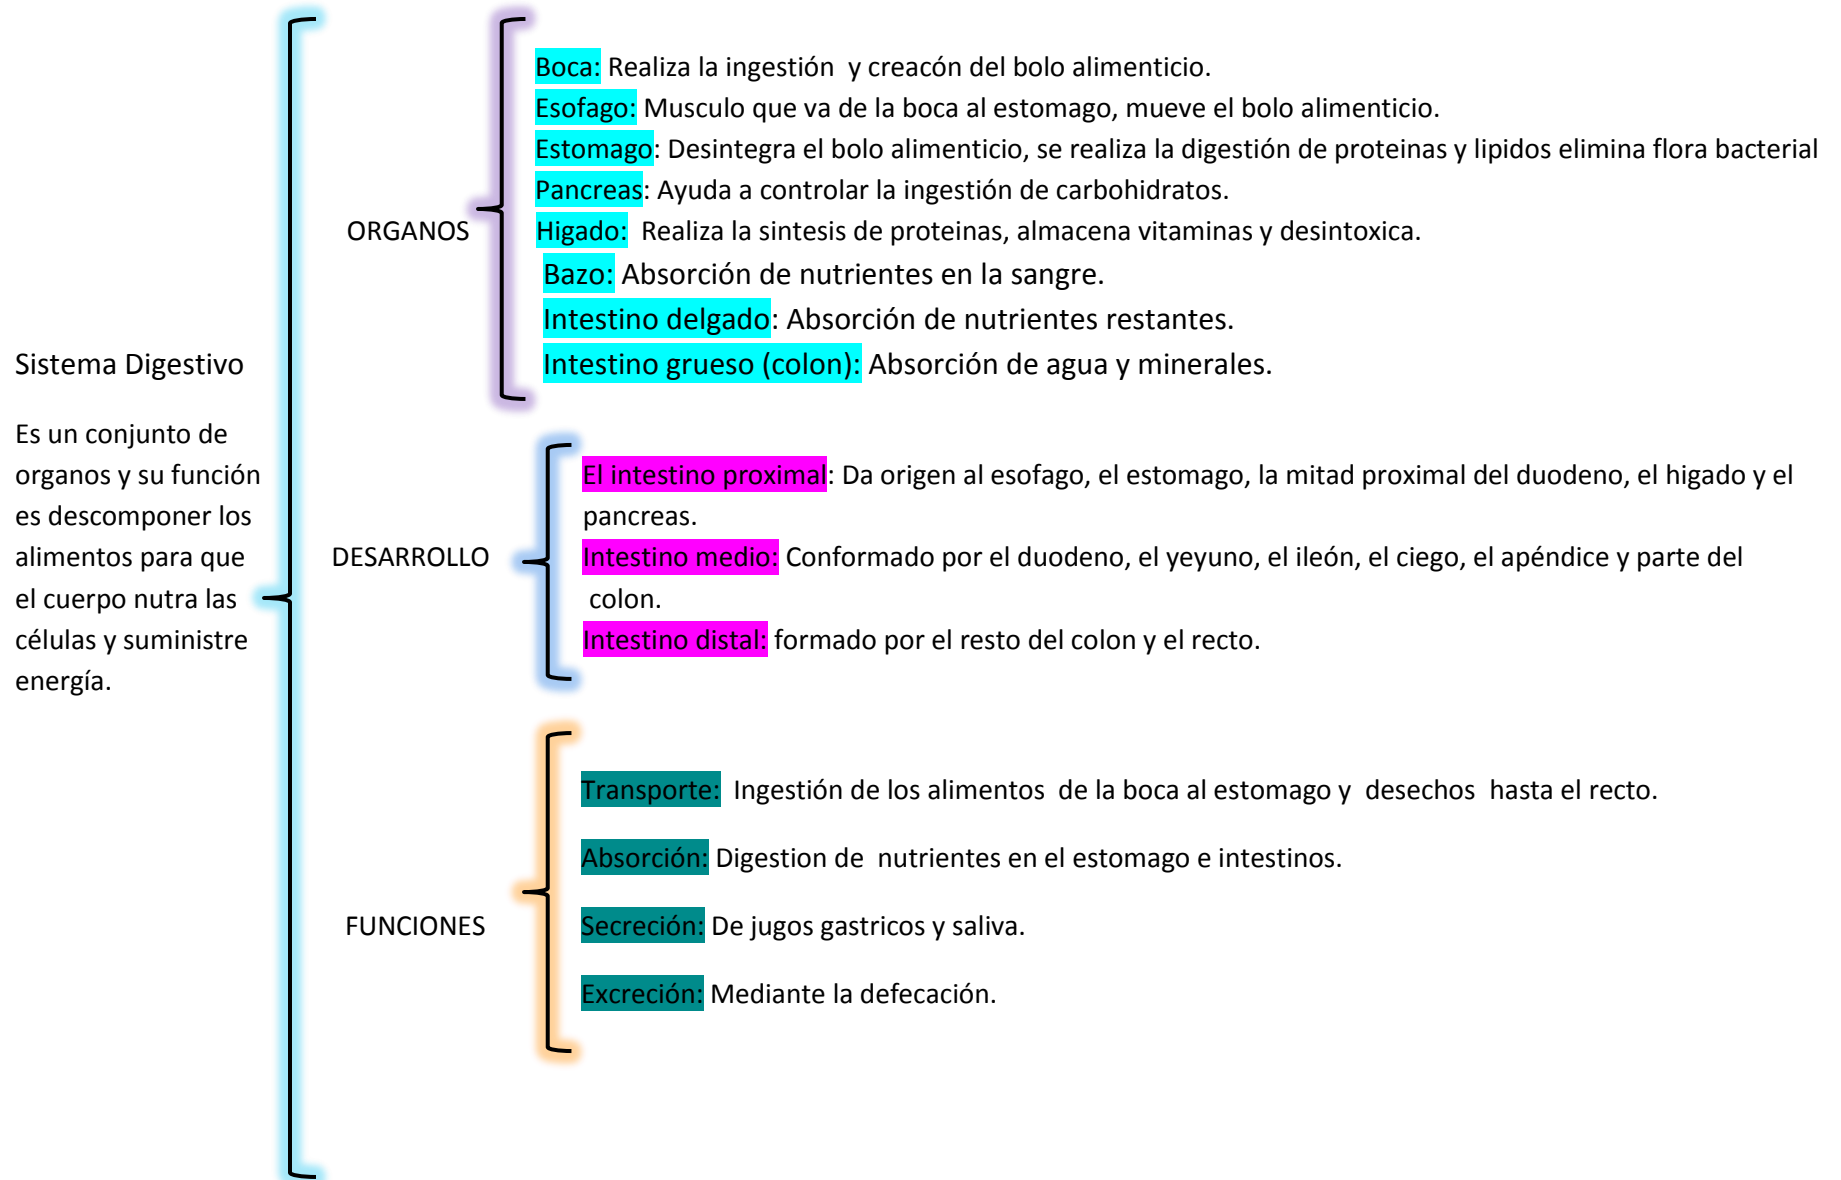 Sistema Digestivo
Es un conjunto de
organos y su función
es descomponer los
alimentos para que
el cuerpo nutra las
células y suministre
energía.
ORGANOS
Boca: Realiza la ingestión y creacón del bolo alimenticio.
Esofago: Musculo que va de la boca al estomago, mueve el bolo alimenticio.
Estomago: Desintegra el bolo alimenticio, se realiza la digestión de proteinas y lipidos elimina flora bacterial
Pancreas: Ayuda a controlar la ingestión de carbohidratos.
Higado: Realiza la sintesis de proteinas, almacena vitaminas y desintoxica.
Bazo: Absorción de nutrientes en la sangre.
Intestino delgado: Absorción de nutrientes restantes.
Intestino grueso (colon): Absorción de agua y minerales.
DESARROLLO
El intestino proximal: Da origen al esofago, el estomago, la mitad proximal del duodeno, el higado y el
pancreas.
Intestino medio: Conformado por el duodeno, el yeyuno, el ileón, el ciego, el apéndice y parte del
colon.
Intestino distal: formado por el resto del colon y el recto.
FUNCIONES
Transporte: Ingestión de los alimentos de la boca al estomago y desechos hasta el recto.
Absorción: Digestion de nutrientes en el estomago e intestinos.
Secreción: De jugos gastricos y saliva.
Excreción: Mediante la defecación.